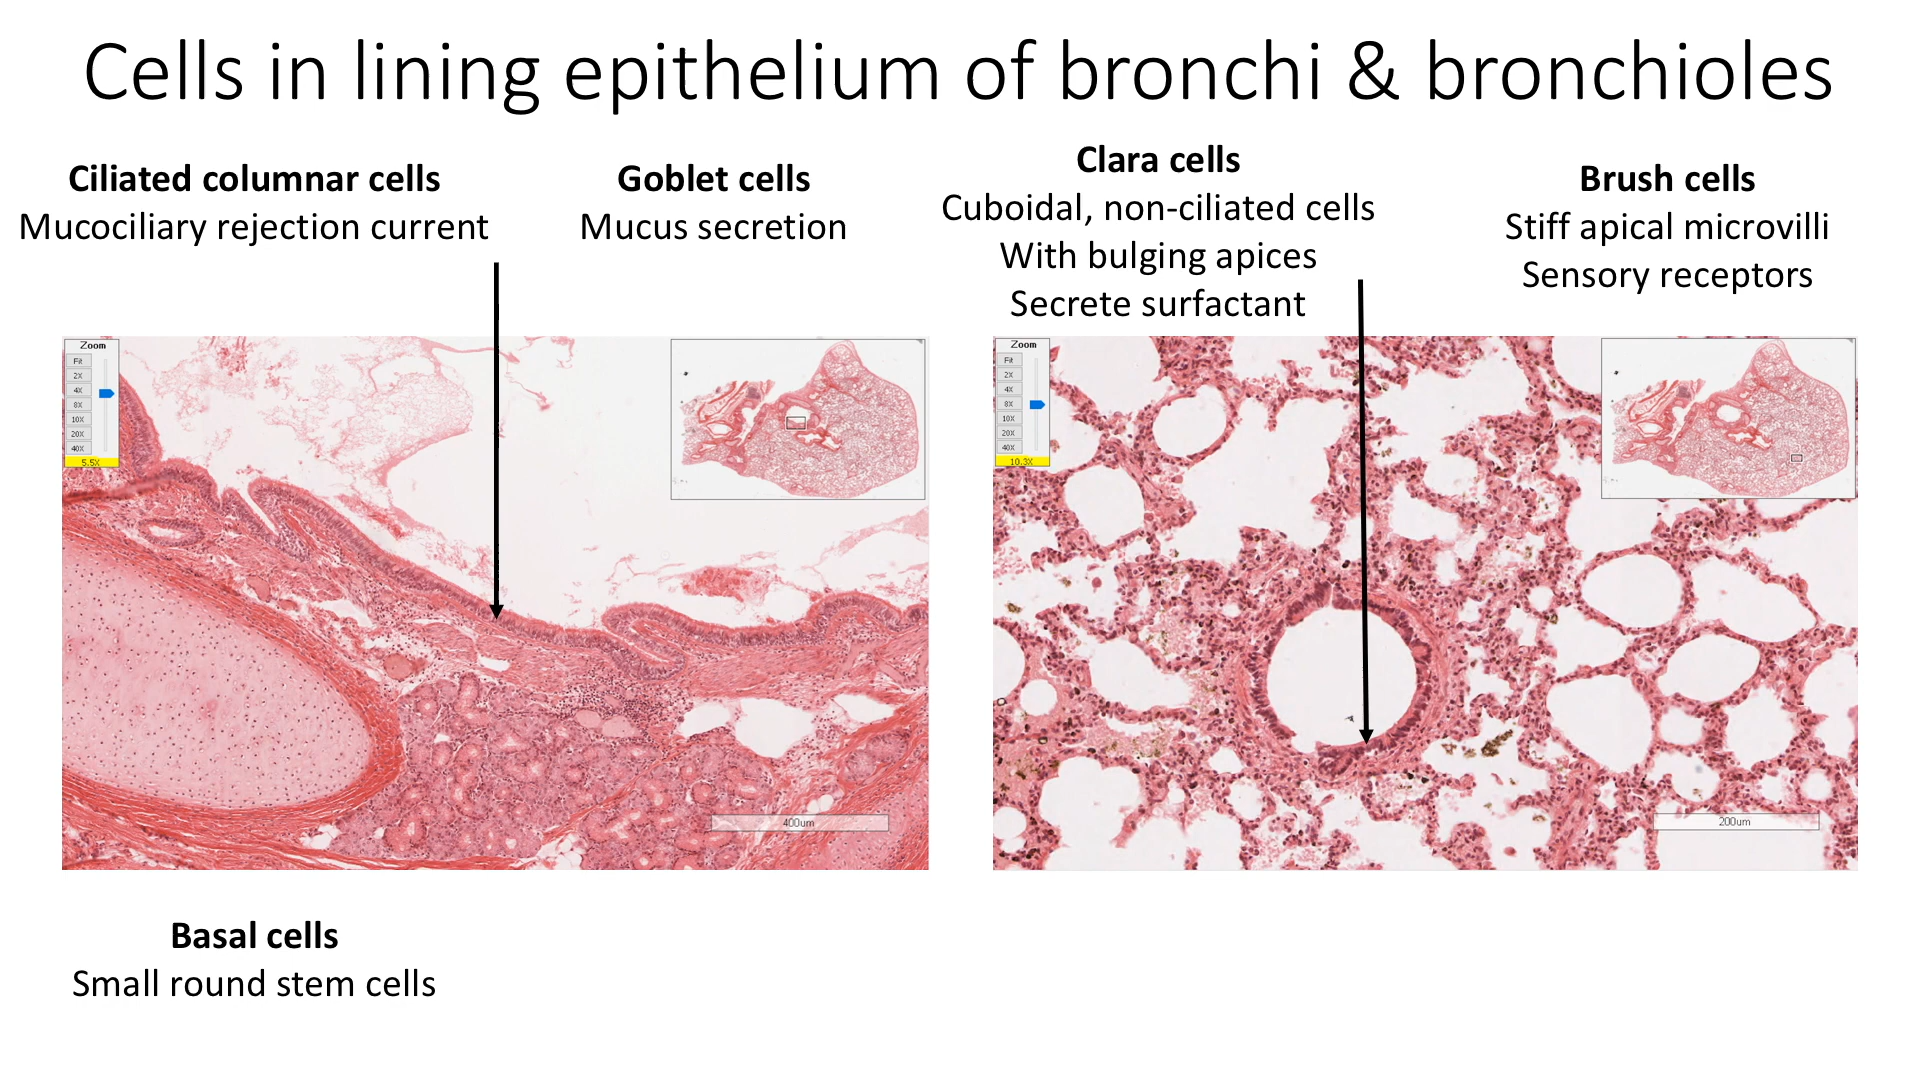 Cells in lining epithelium of bronchi & bronchioles
Ciliated columnar cells
Mucociliary rejection current
Goblet cells
Mucus secretion
Clara cells
Cuboidal, non-ciliated cells
With bulging apices
Secrete surfactant
Brush cells
Stiff apical microvilli
Sensory receptors
Zoom
Fit
2X
4X
8X
10X
20X
40X
5.5X
400um
Zoom
Fit
2X
4X
8X
10X
20X
40X
10.3X
200um
Basal cells
Small round stem cells